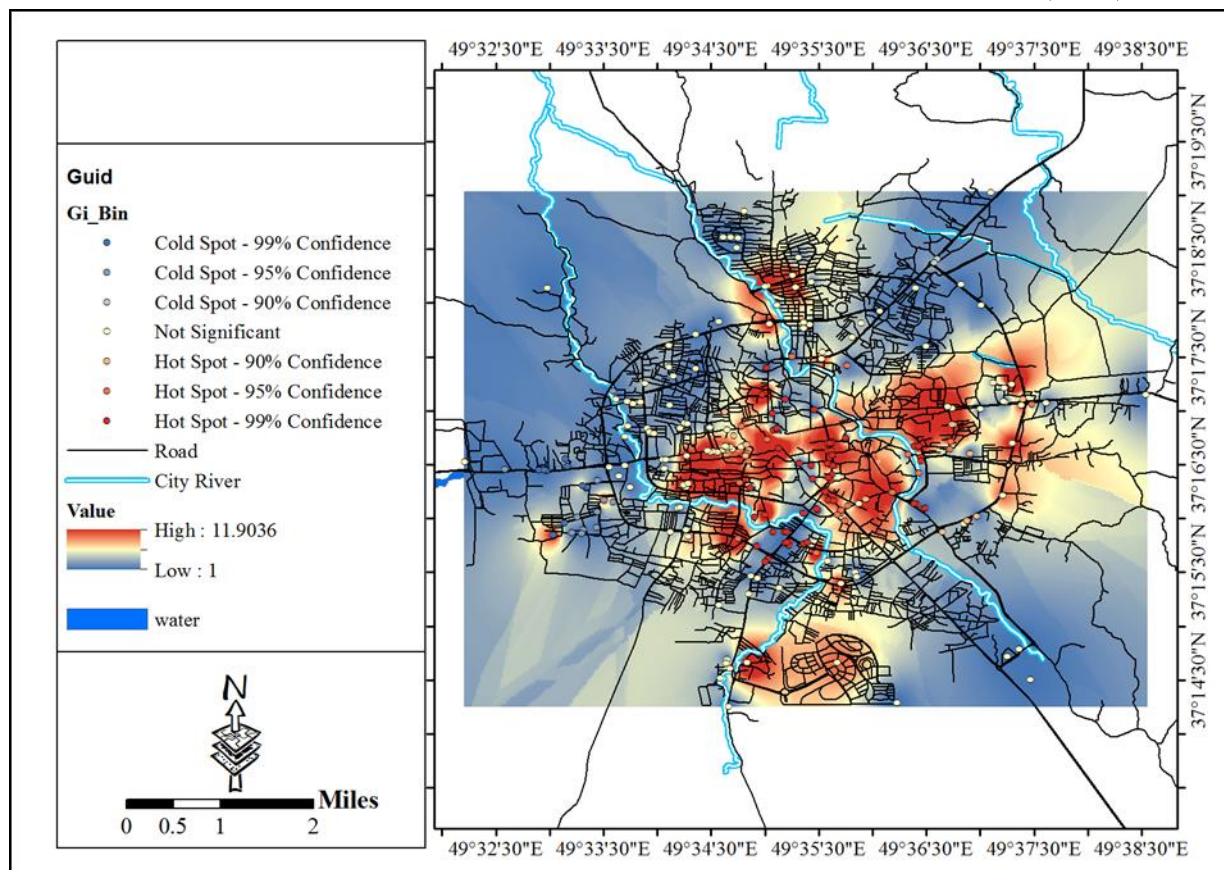 49°32'30"E 49°33'30"E 49°34'30"E 49°35'30"E 49°36'30"E 49°37'30"E 49°38'30"E
Guid
Gi_Bin
Cold Spot - 99% Confidence
Cold Spot - 95% Confidence
Cold Spot - 90% Confidence
Not Significant
Hot Spot - 90% Confidence
Hot Spot - 95% Confidence
Hot Spot - 99% Confidence
Road
City River
Value
High : 11.9036
Low : 1
water
N
Miles
0 0.5 1 2
37°19'30"N
37°18'30"N
37°17'30"N
37°16'30"N
37°15'30"N
37°14'30"N
49°32'30"E 49°33'30"E 49°34'30"E 49°35'30"E 49°36'30"E 49°37'30"E 49°38'30"E